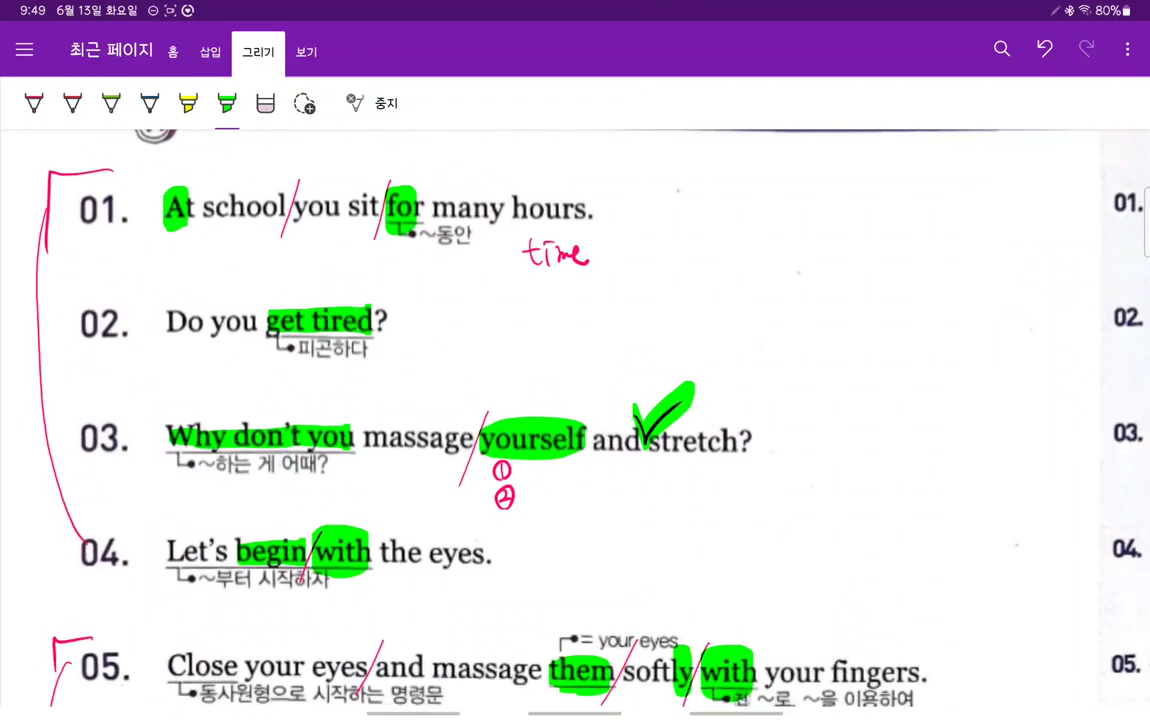 9:49 6월 13일 화요일 80%
최근 페이지 홈 삽입 그리기 보기
중지
01. At school you sit for many hours. 01.
~동안
time
02. Do you get tired? 02.
피곤하다
03. Why don't you massage yourself and stretch? 03.
~하는 게 어때?
①
②
04. Let's begin with the eyes. 04.
~부터 시작하자
= your eyes
05. Close your eyes and massage them softly with your fingers. 05.
동사원형으로 시작하는 명령문 전 ~로, ~을 이용하여